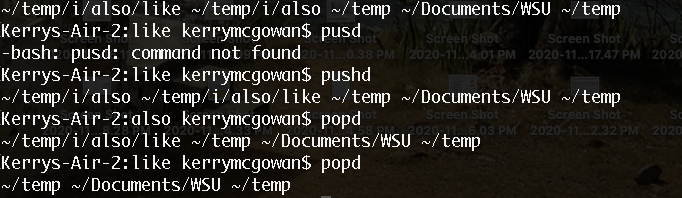 ~/temp/i/also/like ~/temp/i/also ~/temp ~/Documents/WSU ~/temp
Kerrys-Air-2:like kerrymcgowan$ pusd
-bash: pusd: command not found
Kerrys-Air-2:like kerrymcgowan$ pushd
~/temp/i/also ~/temp/i/also/like ~/temp ~/Documents/WSU ~/temp
Kerrys-Air-2:also kerrymcgowan$ popd
~/temp/i/also/like ~/temp ~/Documents/WSU ~/temp
Kerrys-Air-2:like kerrymcgowan$ popd
~/temp ~/Documents/WSU ~/temp